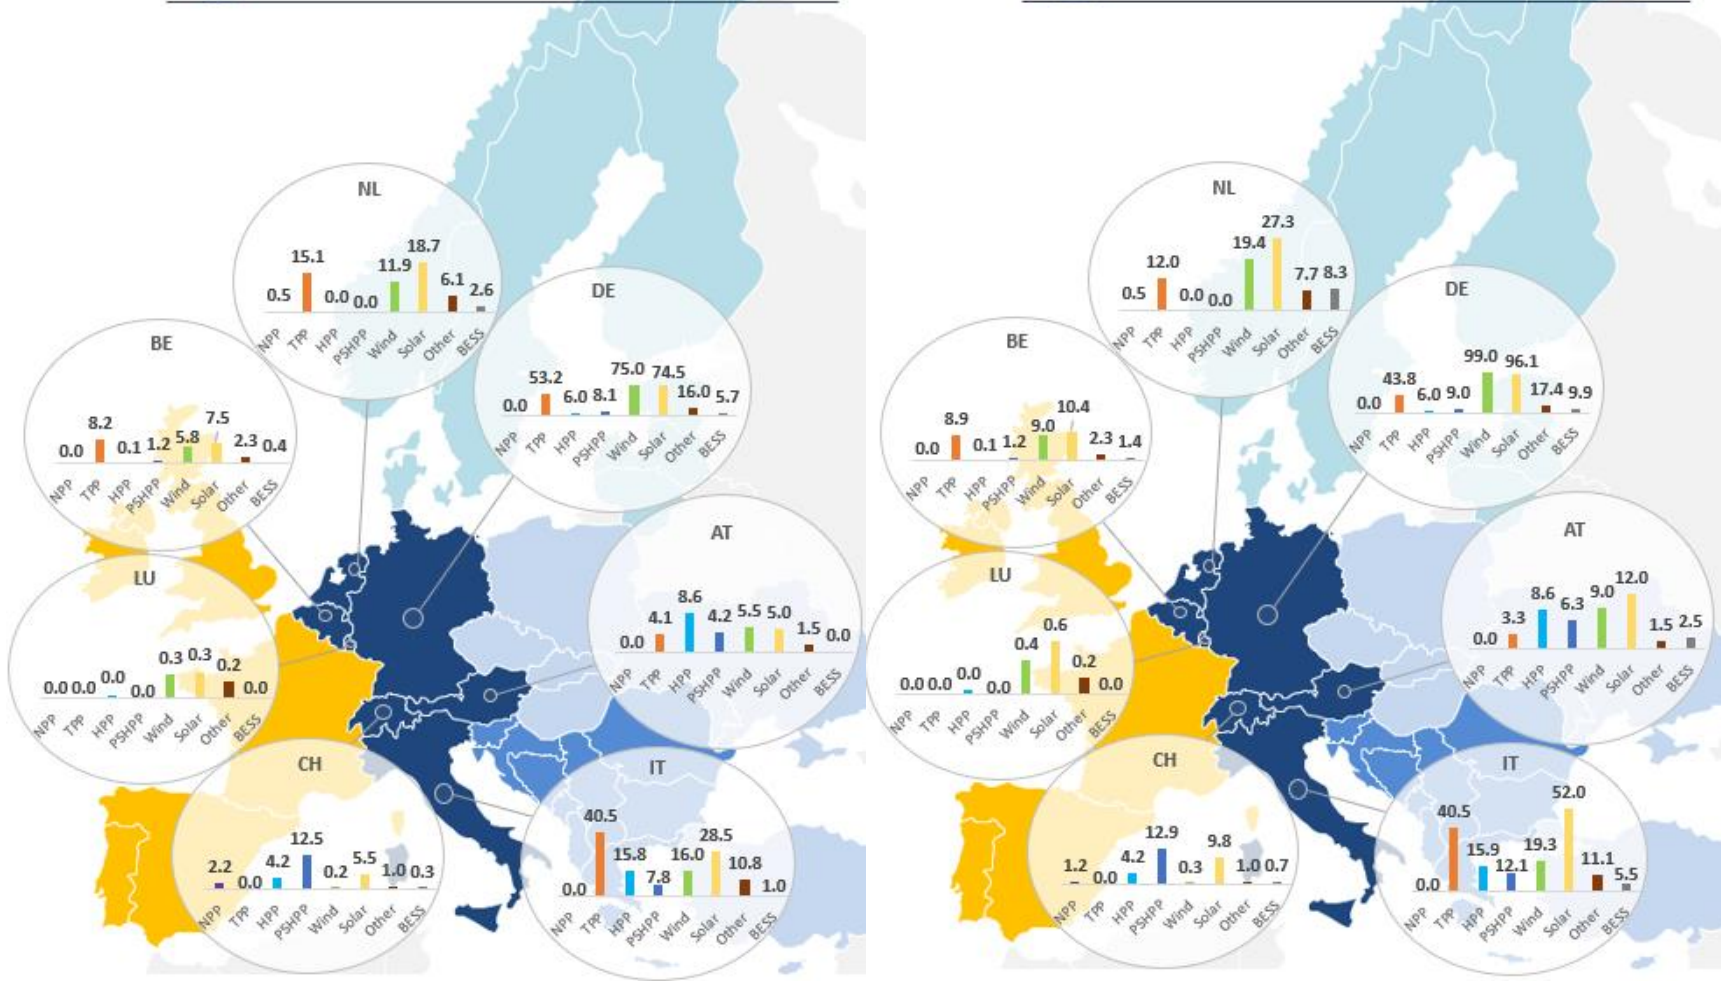 NL
15.1 11.9 18.7
0.5 0.0 0.0 6.1 2.6
NPP TPP HPP PSHPP Wind Solar Other BESS
DE
53.2 75.0 74.5
0.0 6.0 8.1 16.0 5.7
NPP TPP HPP PSHPP Wind Solar Other BESS
BE
8.2 7.5
0.0 0.1 1.2 5.8 2.3 0.4
NPP TPP HPP PSHPP Wind Solar Other BESS
AT
8.6
0.0 4.1 4.2 5.5 5.0 1.5 0.0
NPP TPP HPP PSHPP Wind Solar Other BESS
LU
0.0 0.0 0.0 0.0 0.3 0.3 0.2 0.0
NPP TPP HPP PSHPP Wind Solar Other BESS
CH
12.5
2.2 0.0 4.2 0.2 5.5 1.0 0.3
NPP TPP HPP PSHPP Wind Solar Other BESS
IT
40.5 28.5
0.0 15.8 7.8 16.0 10.8 1.0
NPP TPP HPP PSHPP Wind Solar Other BESS
NL
27.3
12.0 19.4
0.5 0.0 0.0 7.7 8.3
NPP TPP HPP PSHPP Wind Solar Other BESS
DE
99.0 96.1
0.0 43.8 6.0 9.0 17.4 9.9
NPP TPP HPP PSHPP Wind Solar Other BESS
BE
8.9 9.0 10.4
0.0 0.1 1.2 2.3 1.4
NPP TPP HPP PSHPP Wind Solar Other BESS
AT
8.6 9.0 12.0
0.0 3.3 6.3 1.5 2.5
NPP TPP HPP PSHPP Wind Solar Other BESS
LU
0.4 0.6
0.0 0.0 0.0 0.0 0.2 0.0
NPP TPP HPP PSHPP Wind Solar Other BESS
CH
12.9 9.8
1.2 0.0 4.2 0.3 1.0 0.7
NPP TPP HPP PSHPP Wind Solar Other BESS
IT
52.0
40.5
0.0 15.9 12.1 19.3 11.1 5.5
NPP TPP HPP PSHPP Wind Solar Other BESS